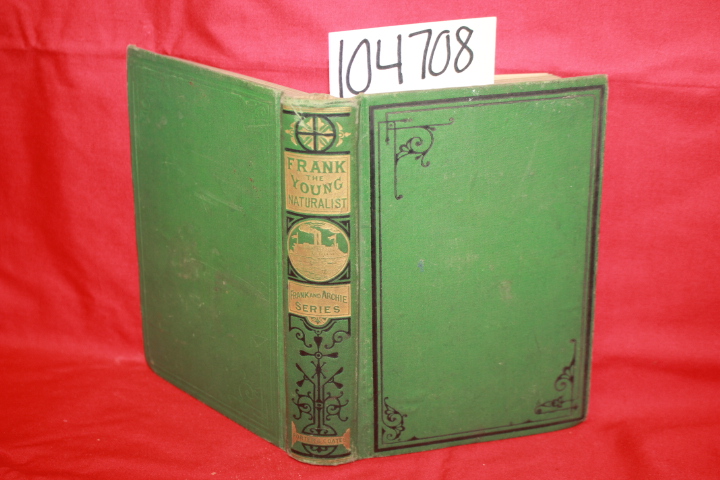 104708
FRANK
THE
YOUNG
NATURALIST
FRANK AND ARCHIE
SERIES